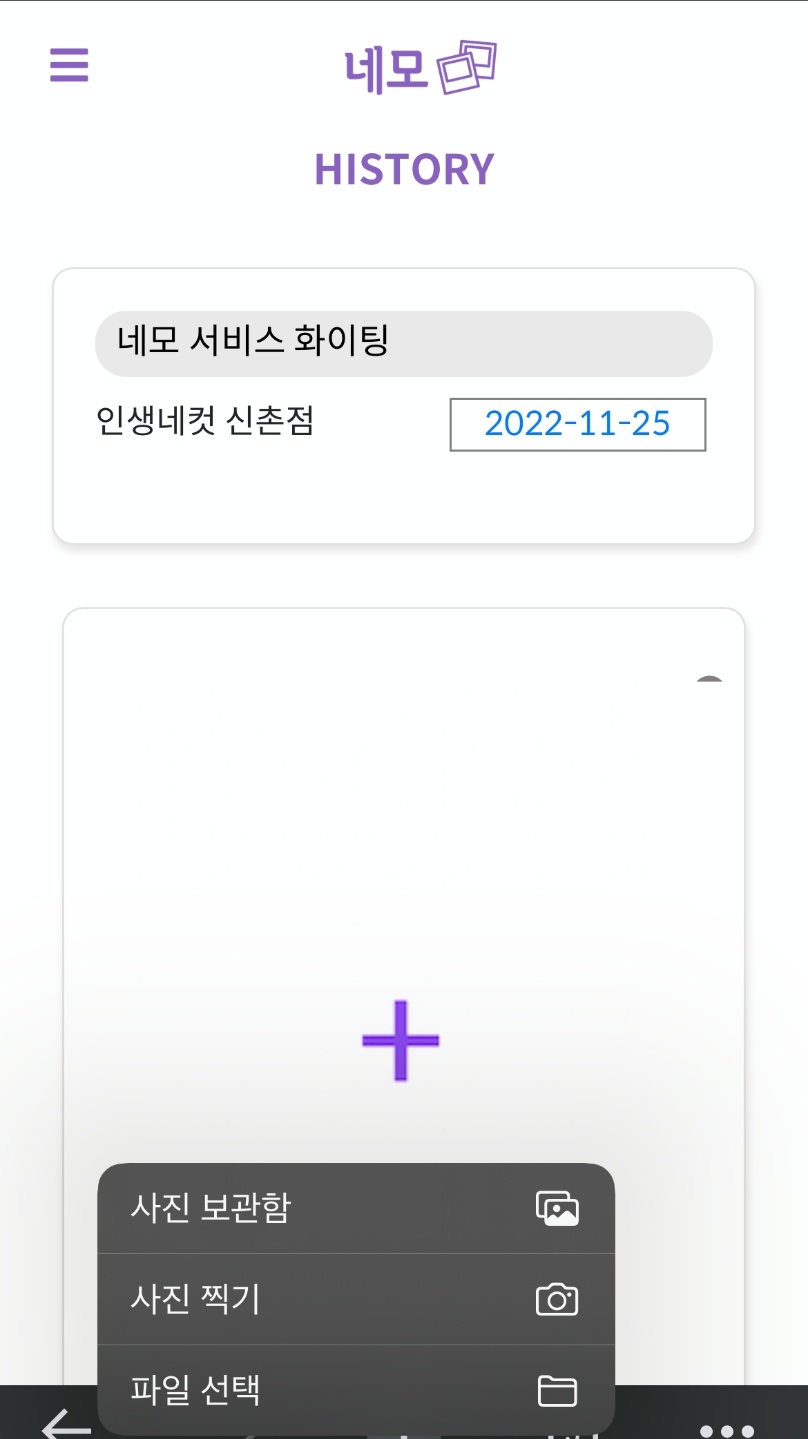 네모
HISTORY
네모 서비스 화이팅
인생네컷 신촌점
2022-11-25
사진 보관함
사진 찍기
파일 선택